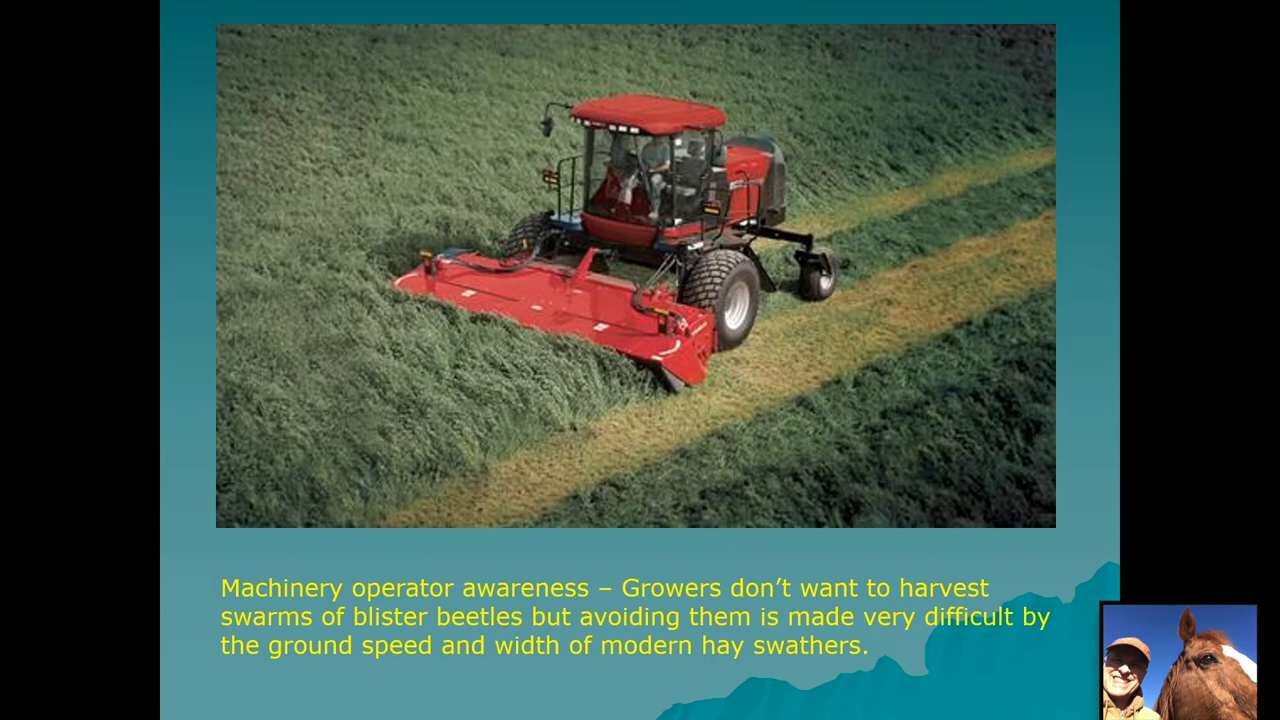 Machinery operator awareness – Growers don’t want to harvest
swarms of blister beetles but avoiding them is made very difficult by
the ground speed and width of modern hay swathers.